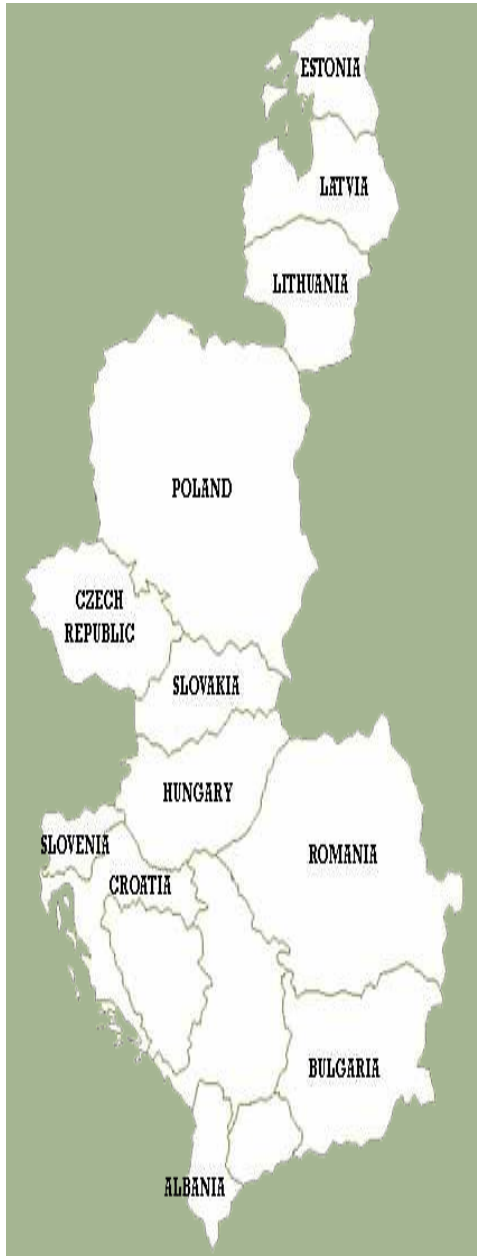 ESTONIA
LATVIA
LITHUANIA
POLAND
CZECH
REPUBLIC
SLOVAKIA
HUNGARY
SLOVENIA
ROMANIA
CROATIA
BULGARIA
ALBANIA